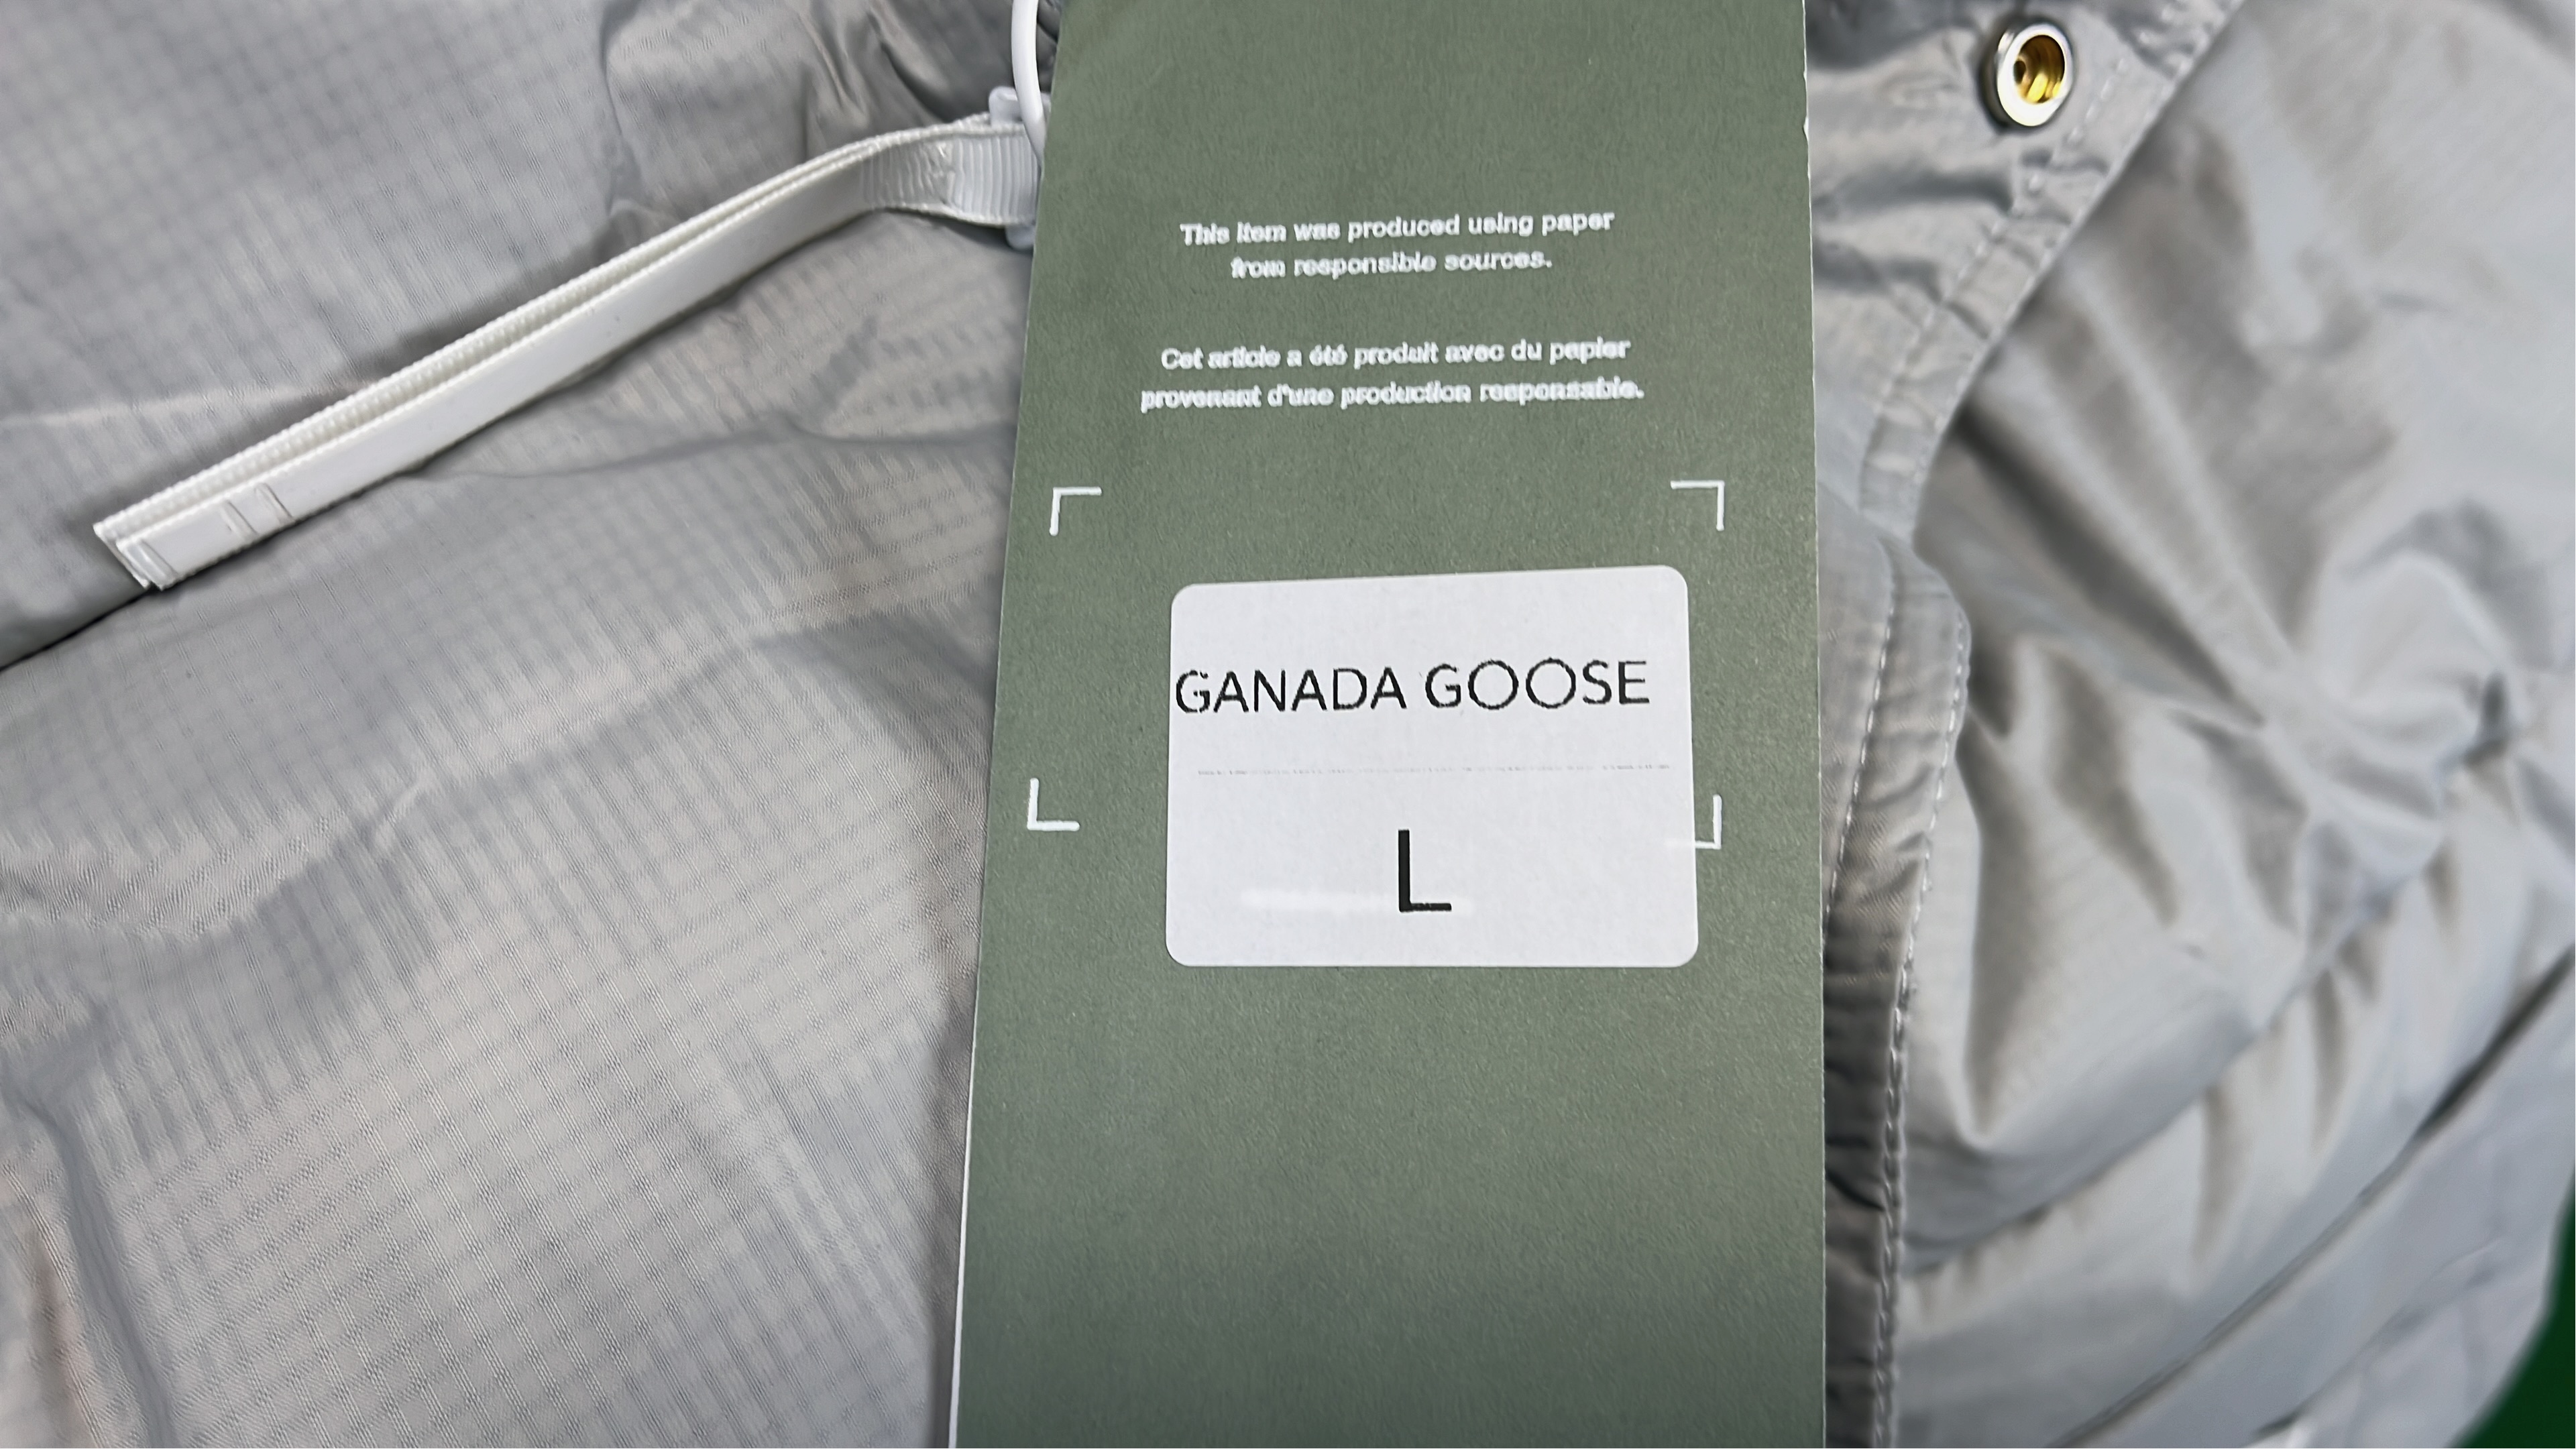 This item was produced using paper
from responsible sources.
Cet article a été produit avec du papier
provenant d'une production responsable.
GANADA GOOSE
L